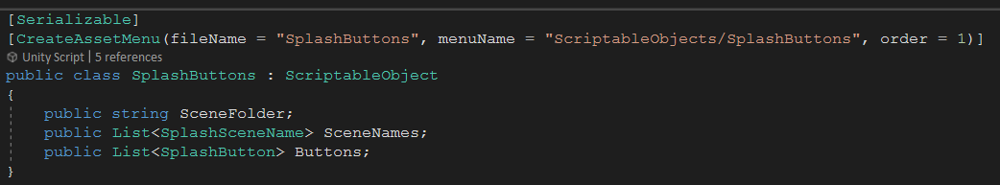 [Serializable]
[CreateAssetMenu(fileName = "SplashButtons", menuName = "ScriptableObjects/SplashButtons", order = 1)]
Unity Script | 5 references
public class SplashButtons : ScriptableObject
{
public string SceneFolder;
public List<SplashSceneName> SceneNames;
public List<SplashButton> Buttons;
}